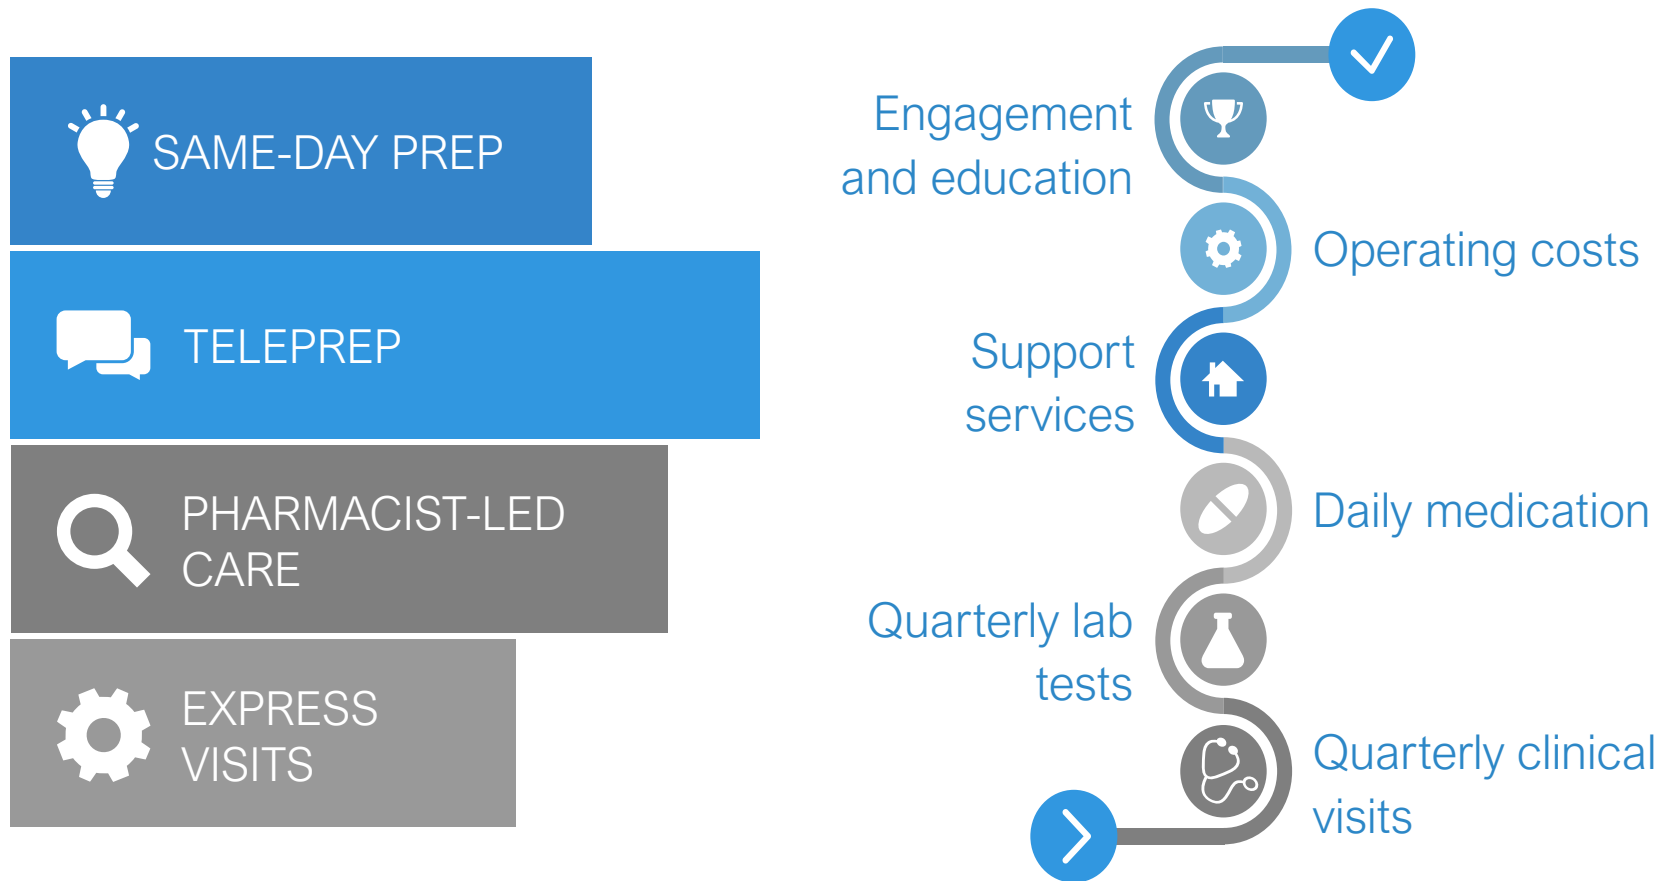 SAME-DAY PREP
TELEPREP
PHARMACIST-LED
CARE
EXPRESS
VISITS
Engagement
and education
Operating costs
Support
services
Daily medication
Quarterly lab
tests
Quarterly clinical
visits